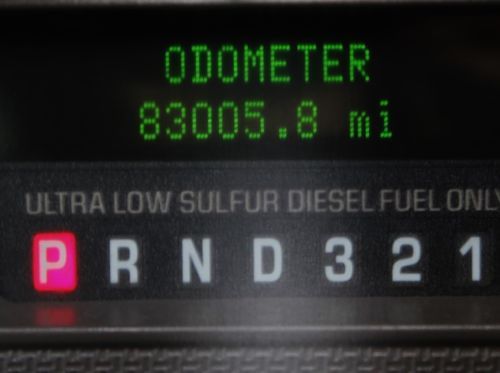 ODOMETER
83005.8 mi
ULTRA LOW SULFUR DIESEL FUEL ONLY
P R N D 3 2 1